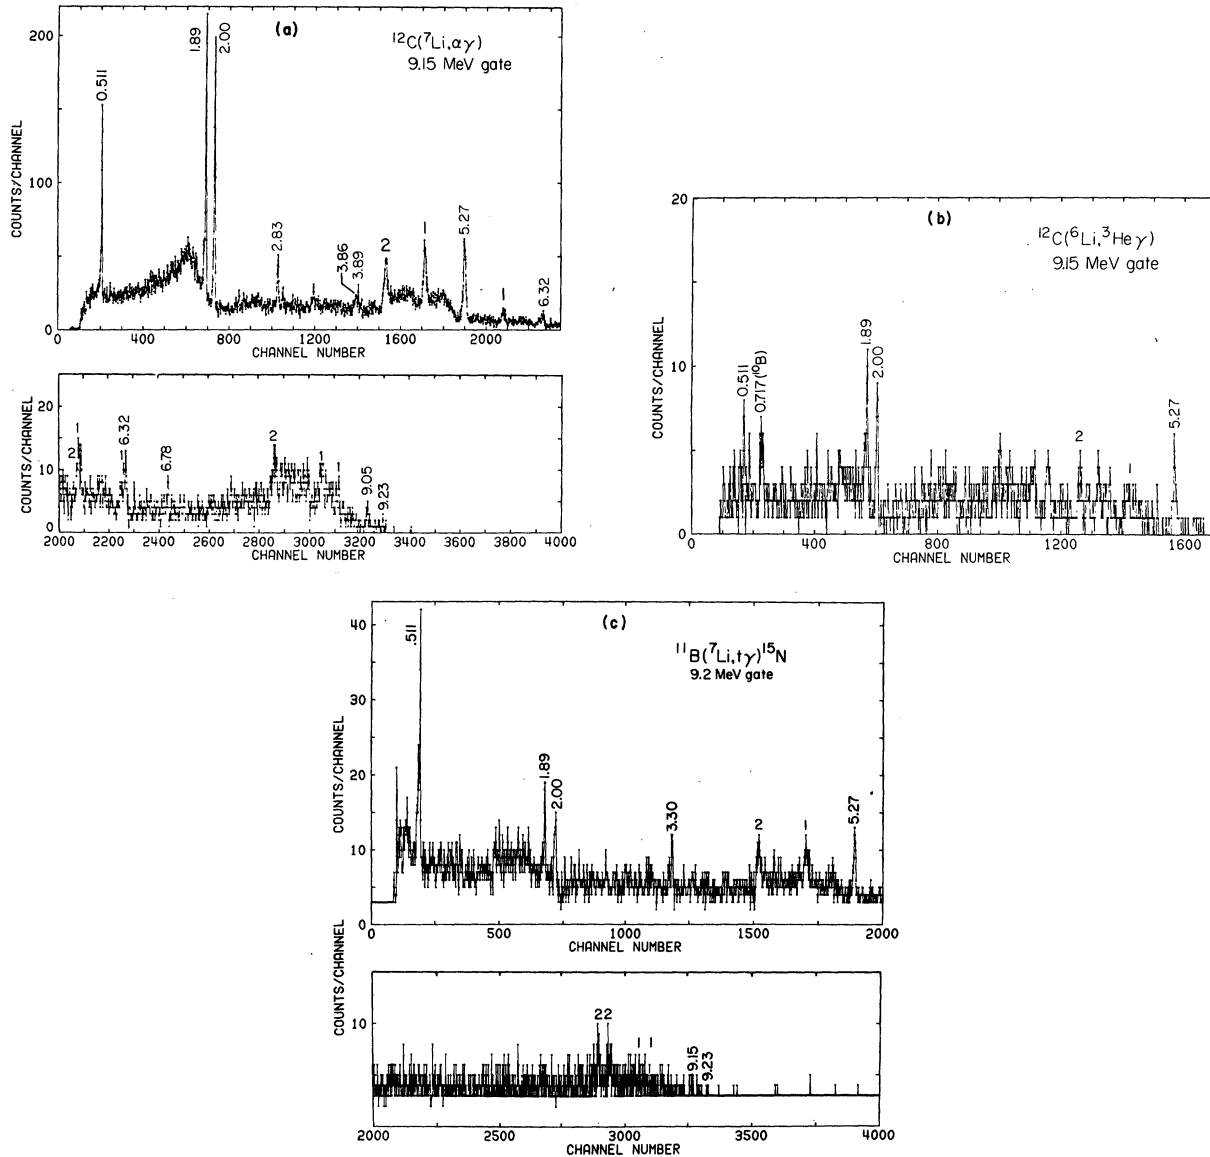 (a)
12C(7Li,αγ)
9.15 MeV gate
COUNTS/CHANNEL
200
100
0
0.511
1.89
2.00
2.83
3.86
3.89
2
1
5.27
1
6.32
0 400 800 1200 1600 2000
CHANNEL NUMBER
COUNTS/CHANNEL
20
10
0
2
1
1
6.32
6.78
2
1
1
9.05
9.23
2000 2200 2400 2600 2800 3000 3400 3600 3800 4000
CHANNEL NUMBER
(b)
12C(6Li,3Heγ)
9.15 MeV gate
COUNTS/CHANNEL
20
10
0
0.511
0.717(10B)
1.89
2.00
2
1
5.27
0 400 800 1200 1600
CHANNEL NUMBER
(c)
11B(7Li,tγ)15N
9.2 MeV gate
COUNTS/CHANNEL
40
30
20
10
0
.511
1.89
2.00
3.30
2
1
5.27
0 500 1000 1500 2000
CHANNEL NUMBER
COUNTS/CHANNEL
10
22
1 1
9.15
9.23
2000 2500 3000 3500 4000
CHANNEL NUMBER